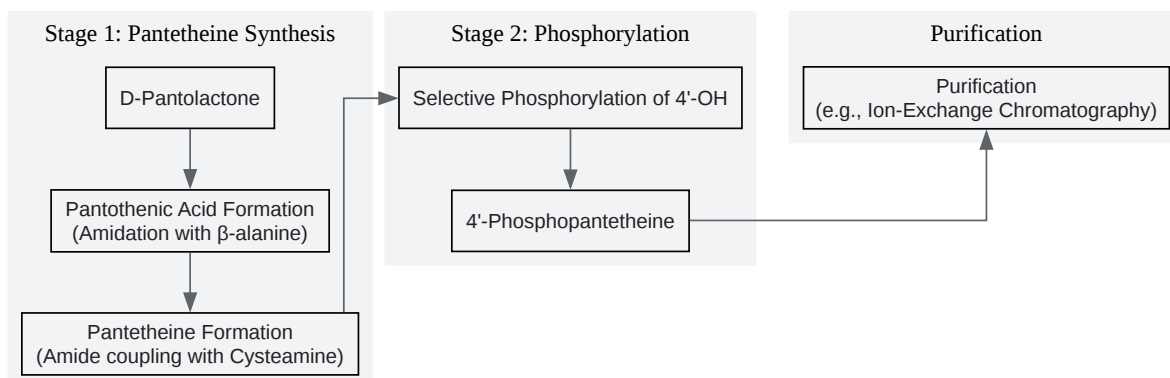 Stage 1: Pantetheine Synthesis
D-Pantolactone
Pantothenic Acid Formation
(Amidation with β-alanine)
Pantetheine Formation
(Amide coupling with Cysteamine)
Stage 2: Phosphorylation
Selective Phosphorylation of 4'-OH
4'-Phosphopantetheine
Purification
Purification
(e.g., Ion-Exchange Chromatography)